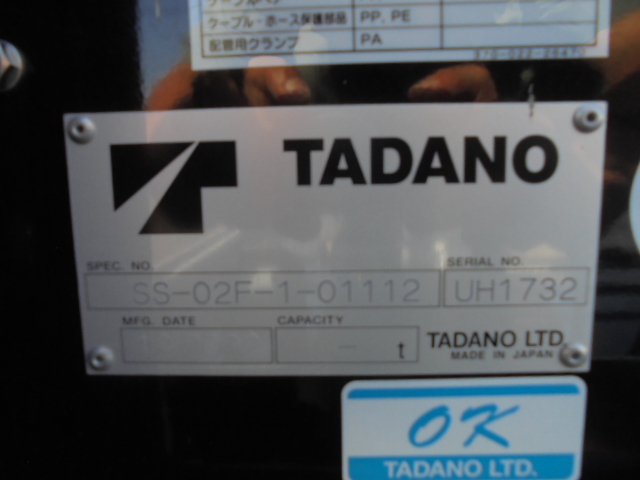 ケーブル・ホース保護部品 PP, PE
配管用クランプ PA
TADANO
SPEC. NO. SERIAL NO.
SS-02F-1-01112 UH1732
MFG. DATE CAPACITY
— t
TADANO LTD.
MADE IN JAPAN
OK
TADANO LTD.